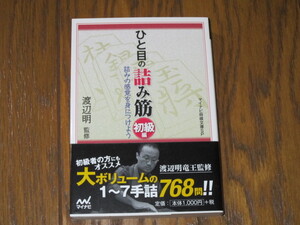 ひと目の詰み筋
初級編
詰みの感覚を身につけよう
渡辺明 監修
マイナビ将棋文庫SP
初級者の方にも
オススメ
渡辺明竜王監修
大ボリュームの
1〜7手詰768問!!
定価:本体1,000円+税
マイナビ